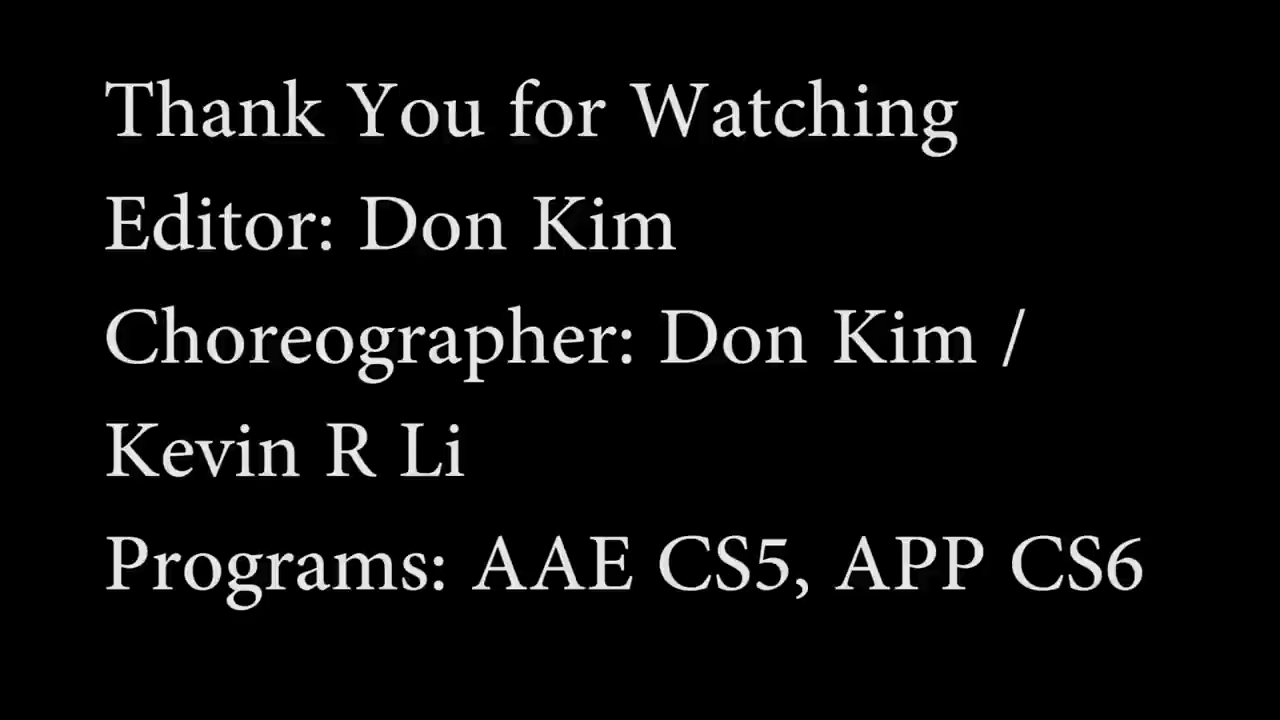 Thank You for Watching
Editor: Don Kim
Choreographer: Don Kim /
Kevin R Li
Programs: AAE CS5, APP CS6